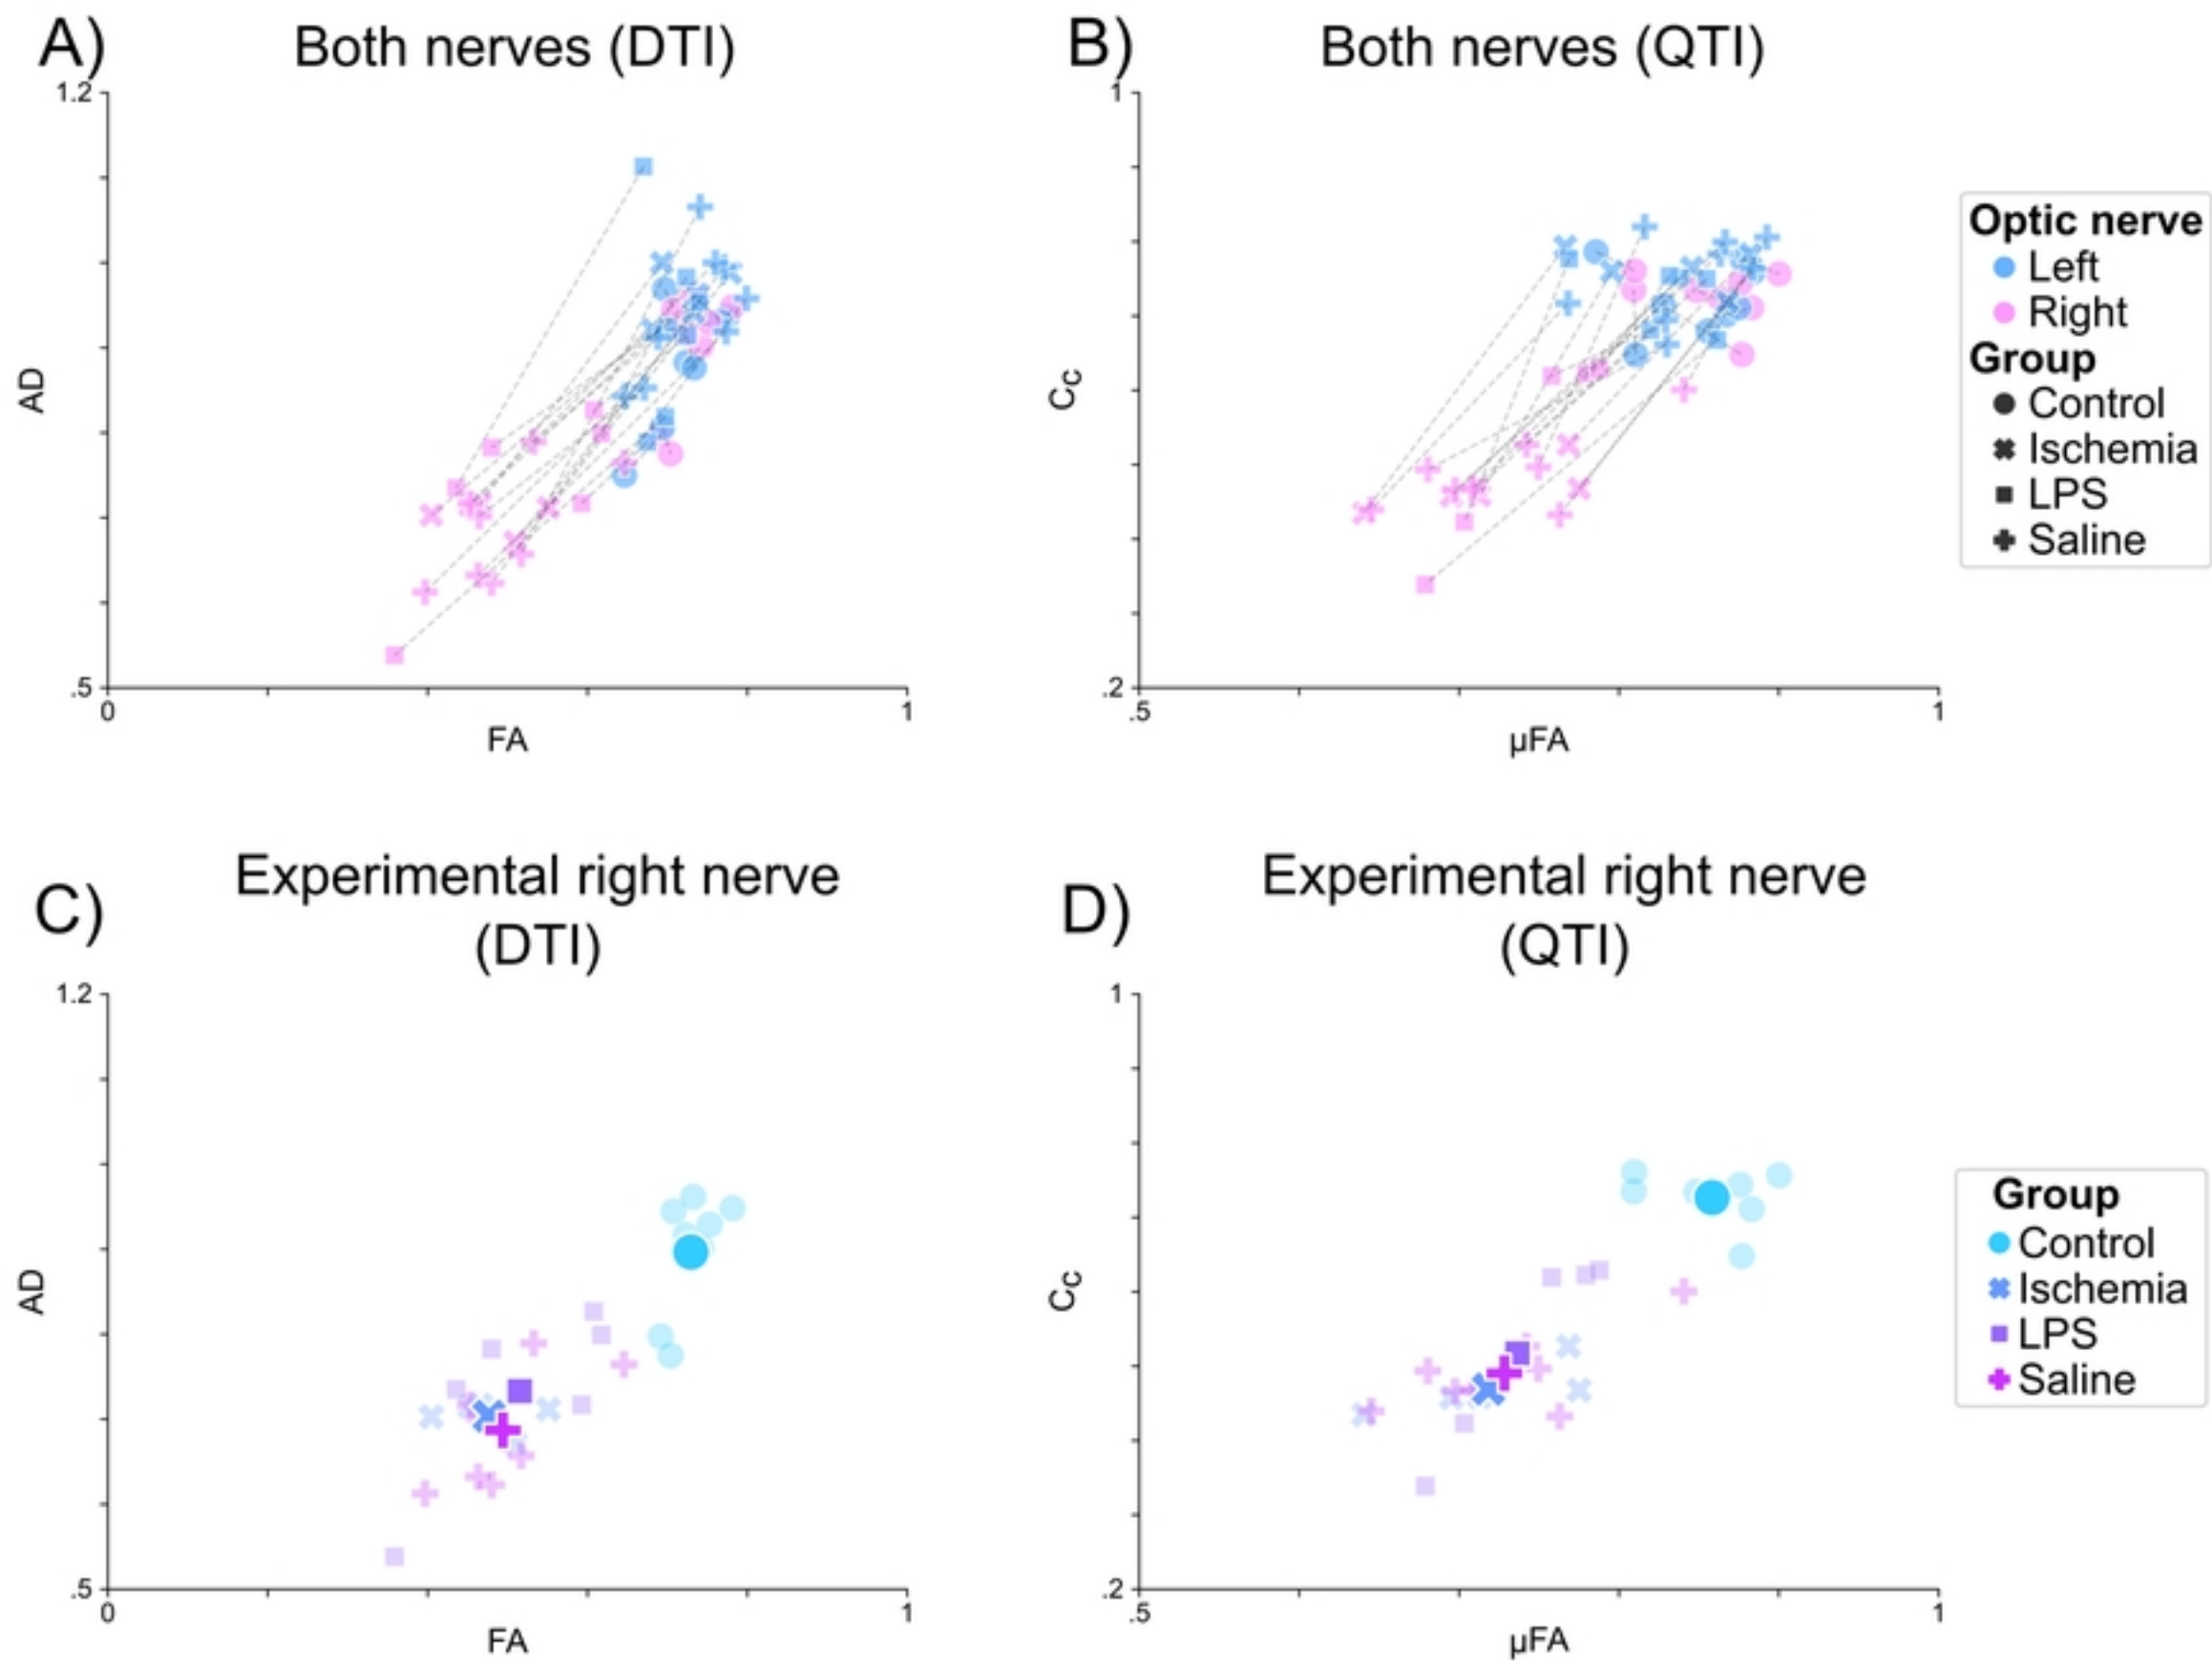 A)
Both nerves (DTI)
1.2
AD
.5
0
1
FA
B)
Both nerves (QTI)
1
Cc
.2
.5
1
µFA
Optic nerve
Left
Right
Group
Control
Ischemia
LPS
Saline
C)
Experimental right nerve
(DTI)
1.2
AD
.5
0
1
FA
D)
Experimental right nerve
(QTI)
1
Cc
.2
.5
1
µFA
Group
Control
Ischemia
LPS
Saline